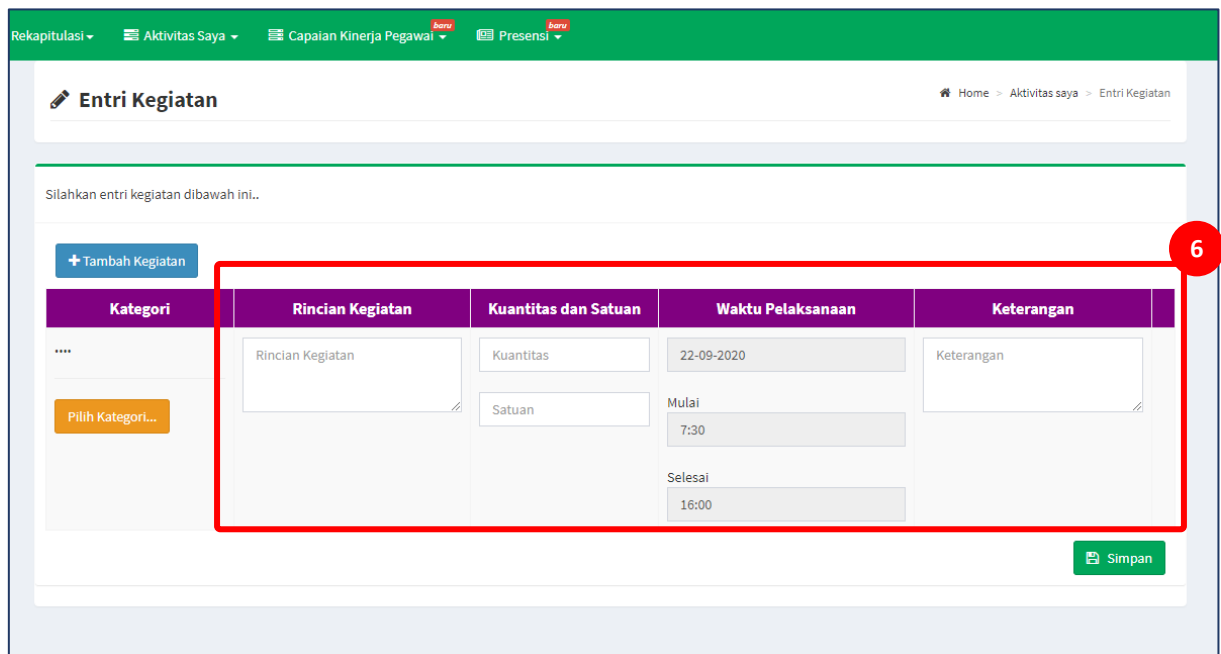 baru baru
Rekapitulasi Aktivitas Saya Capaian Kinerja Pegawai Presensi
Entri Kegiatan
Home > Aktivitas saya > Entri Kegiatan
Silahkan entri kegiatan dibawah ini..
6
Tambah Kegiatan
Kategori Rincian Kegiatan Kuantitas dan Satuan Waktu Pelaksanaan Keterangan
.... Rincian Kegiatan Kuantitas 22-09-2020 Keterangan
Mulai
Pilih Kategori... Satuan 7:30
Selesai
16:00
Simpan